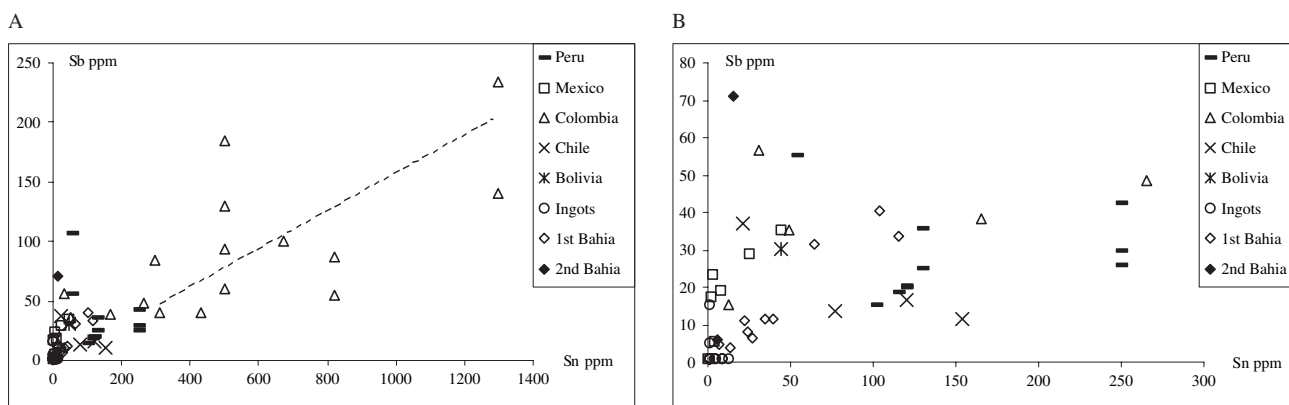 A
Sb ppm
250
200
150
100
50
0
0 200 400 600 800 1000 1200 1400
Sn ppm
Peru
Mexico
Colombia
Chile
Bolivia
Ingots
1st Bahia
2nd Bahia
B
Sb ppm
80
70
60
50
40
30
20
10
0
0 50 100 150 200 250 300
Sn ppm
Peru
Mexico
Colombia
Chile
Bolivia
Ingots
1st Bahia
2nd Bahia